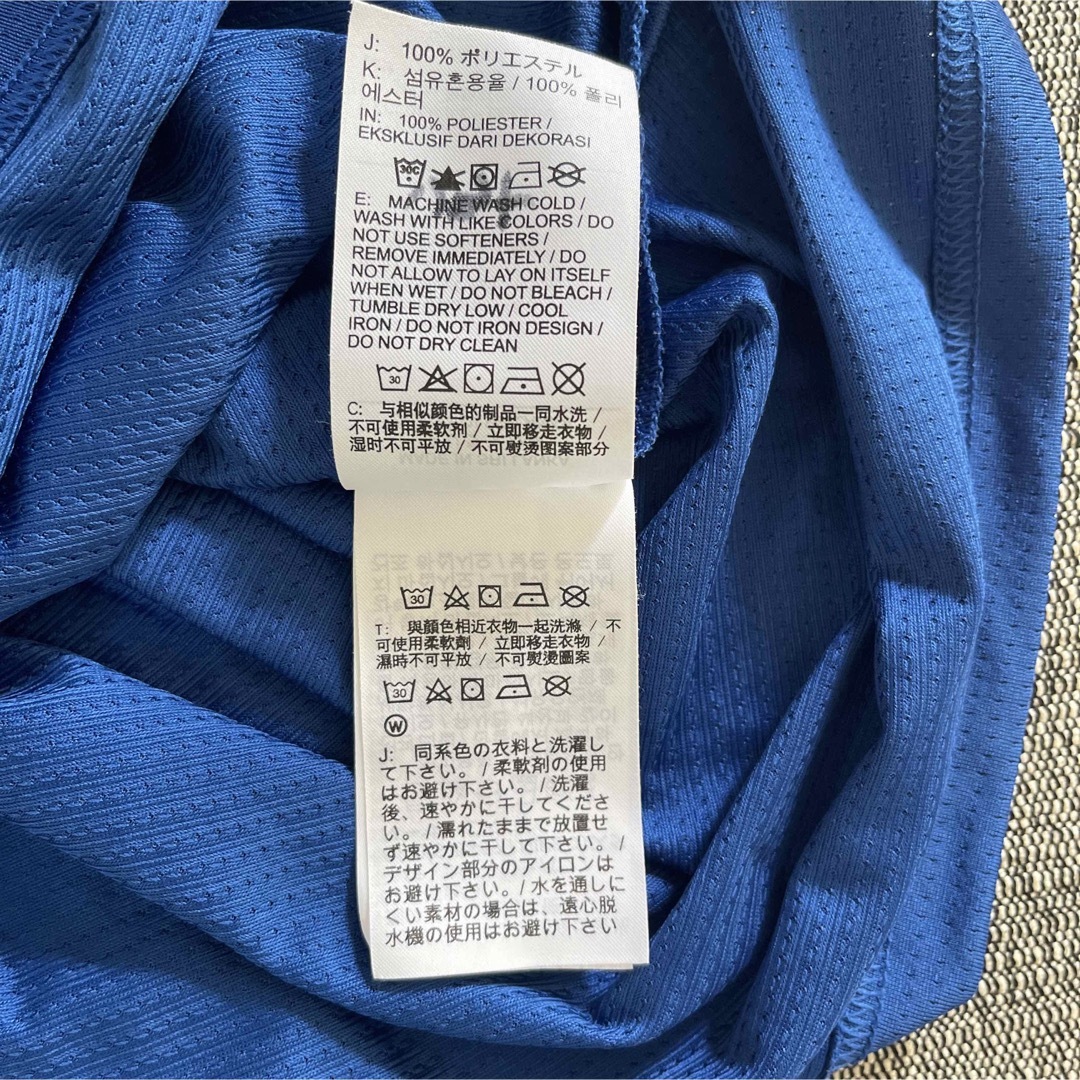 J: 100% ポリエステル
K: 섬유혼용율 / 100% 폴리
에스터
IN: 100% POLIESTER /
EKSKLUSIF DARI DEKORASI
30C
E: MACHINE WASH COLD /
WASH WITH LIKE COLORS / DO
NOT USE SOFTENERS /
REMOVE IMMEDIATELY / DO
NOT ALLOW TO LAY ON ITSELF
WHEN WET / DO NOT BLEACH /
TUMBLE DRY LOW / COOL
IRON / DO NOT IRON DESIGN /
DO NOT DRY CLEAN
30
C: 与相似颜色的制品一同水洗 /
不可使用柔软剂 / 立即移走衣物 /
湿时不可平放 / 不可熨烫图案部分
30
T: 與顏色相近衣物一起洗滌 / 不
可使用柔軟劑 / 立即移走衣物 /
濕時不可平放 / 不可熨燙圖案
30
W
J: 同系色の衣料と洗濯し
て下さい。/ 柔軟剤の使用
はお避け下さい。/ 洗濯
後、速やかに干してくださ
い。/ 濡れたままで放置せ
ず速やかに干して下さい。/
デザイン部分のアイロンは
お避け下さい。/ 水を通しに
くい素材の場合は、遠心脱
水機の使用はお避け下さい